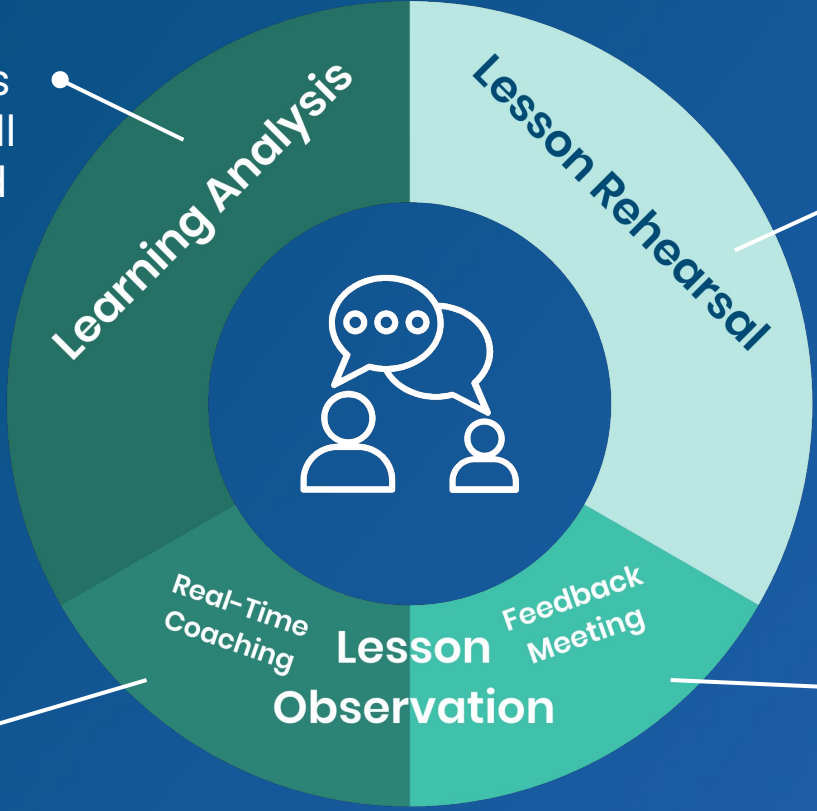 Learning Analysis
Lesson Rehearsal
Real-Time
Coaching
Feedback
Meeting
Lesson
Observation